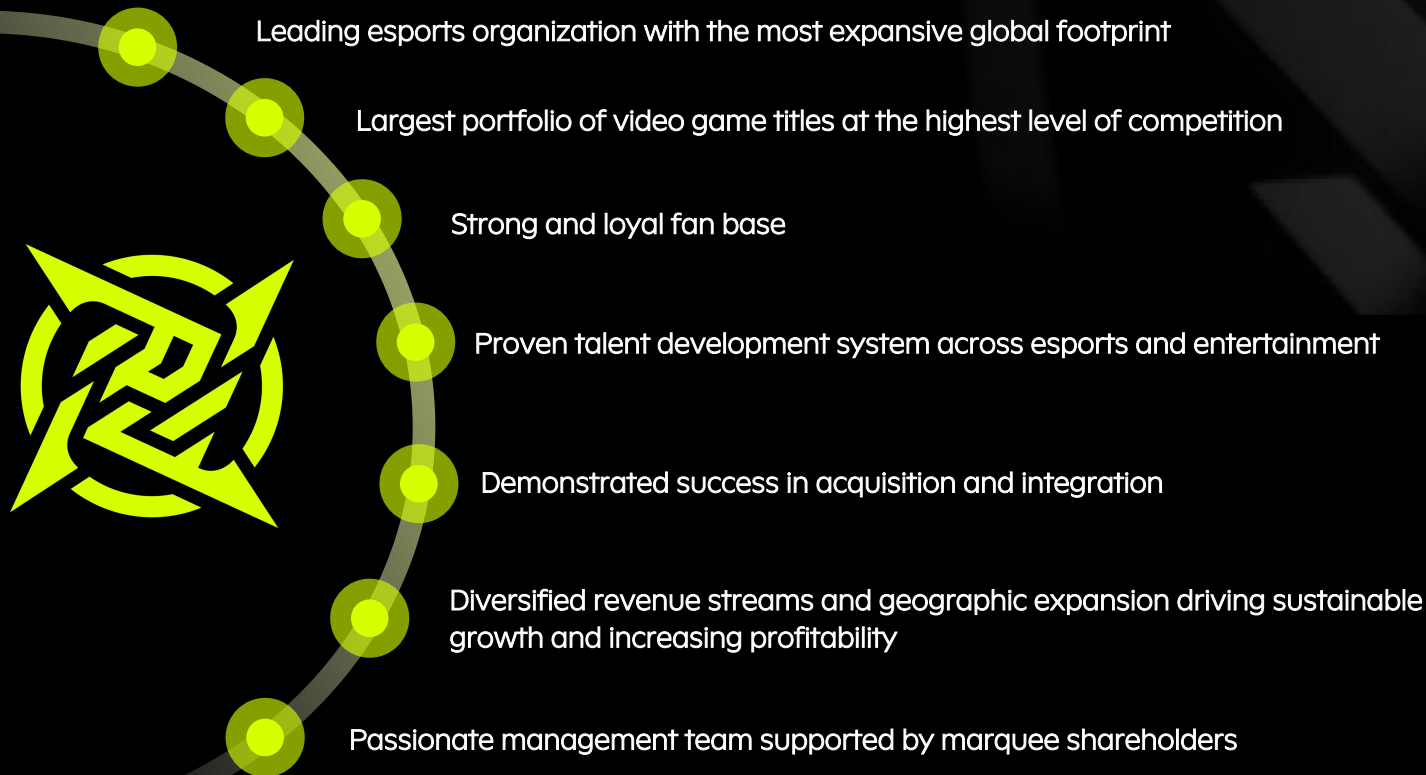 Leading esports organization with the most expansive global footprint
Largest portfolio of video game titles at the highest level of competition
Strong and loyal fan base
Proven talent development system across esports and entertainment
Demonstrated success in acquisition and integration
Diversified revenue streams and geographic expansion driving sustainable
growth and increasing profitability
Passionate management team supported by marquee shareholders